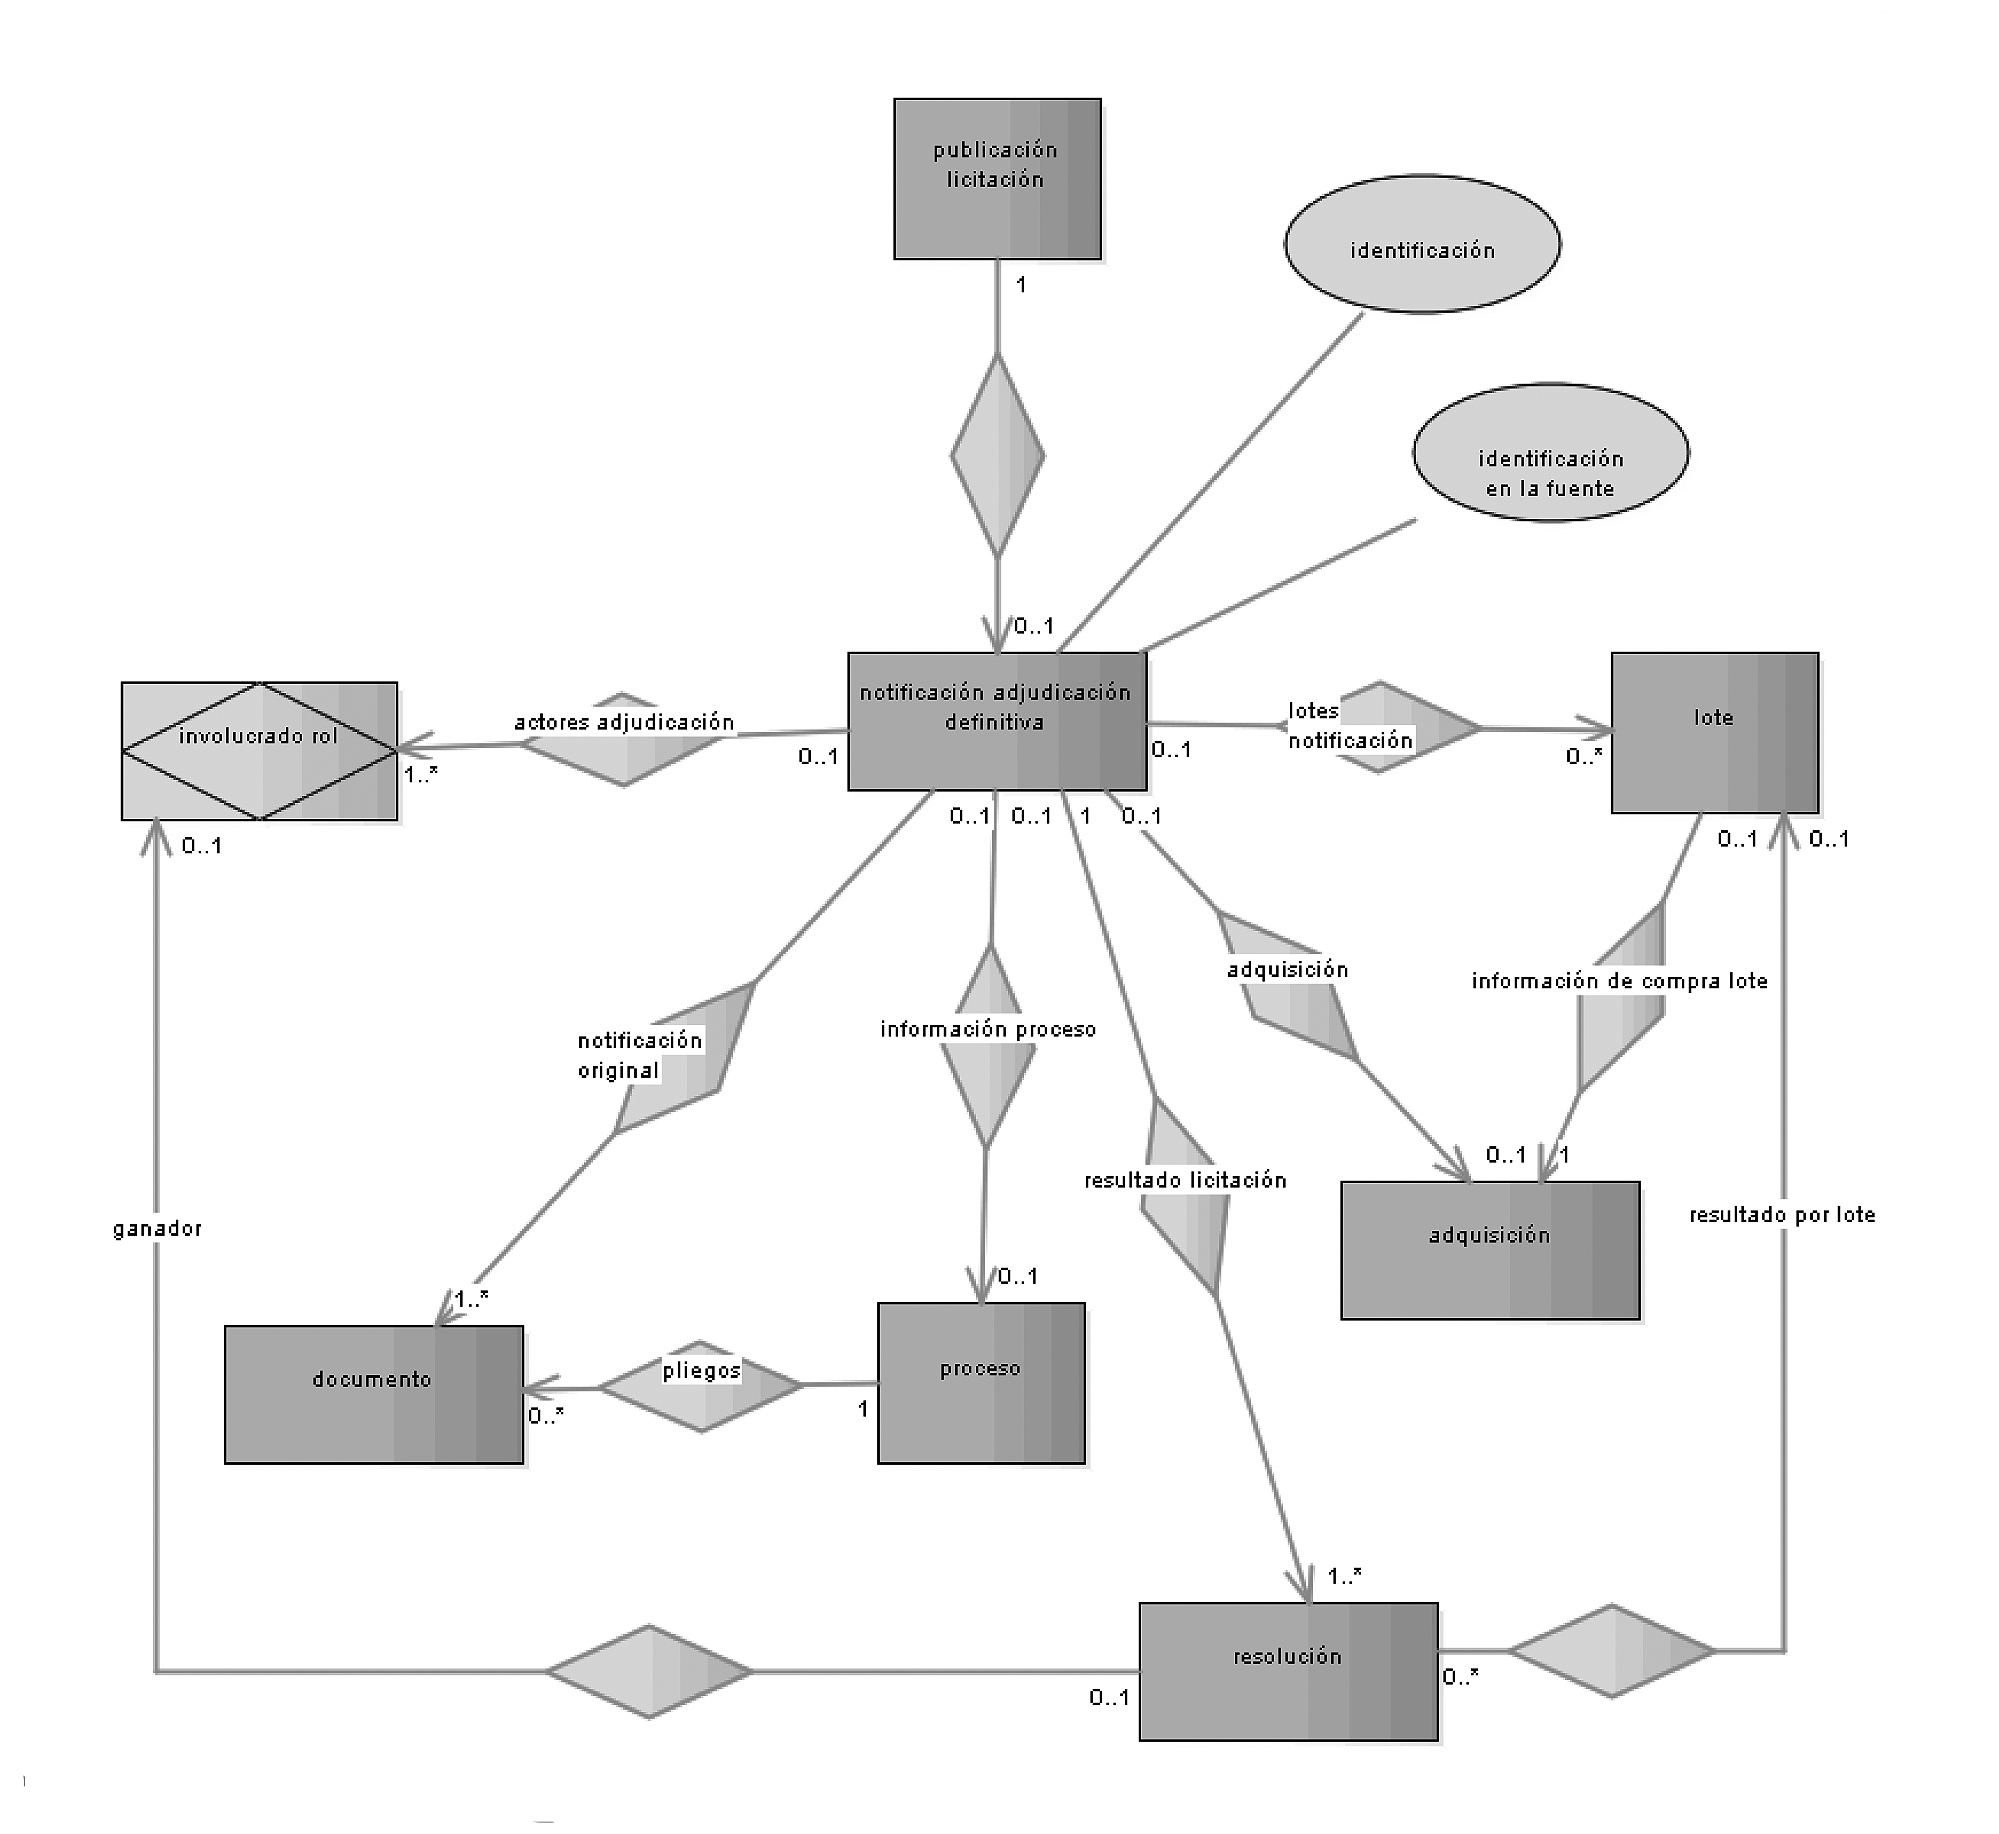 publicación
licitación
identificación
1
identificación
en la fuente
0..1
notificación adjudicación
definitiva
actores adjudicación
involucrado rol
lotes
notificación
lote
0..1
0..1
0..*
1..*
0..1
0..1
0..1
1
0..1
0..1
0..1
adquisición
información de compra lote
información proceso
notificación
original
0..1
1
resultado licitación
resultado por lote
ganador
adquisición
0..1
1..*
proceso
pliegos
documento
1
0..*
1..*
resolución
0..1
0..*